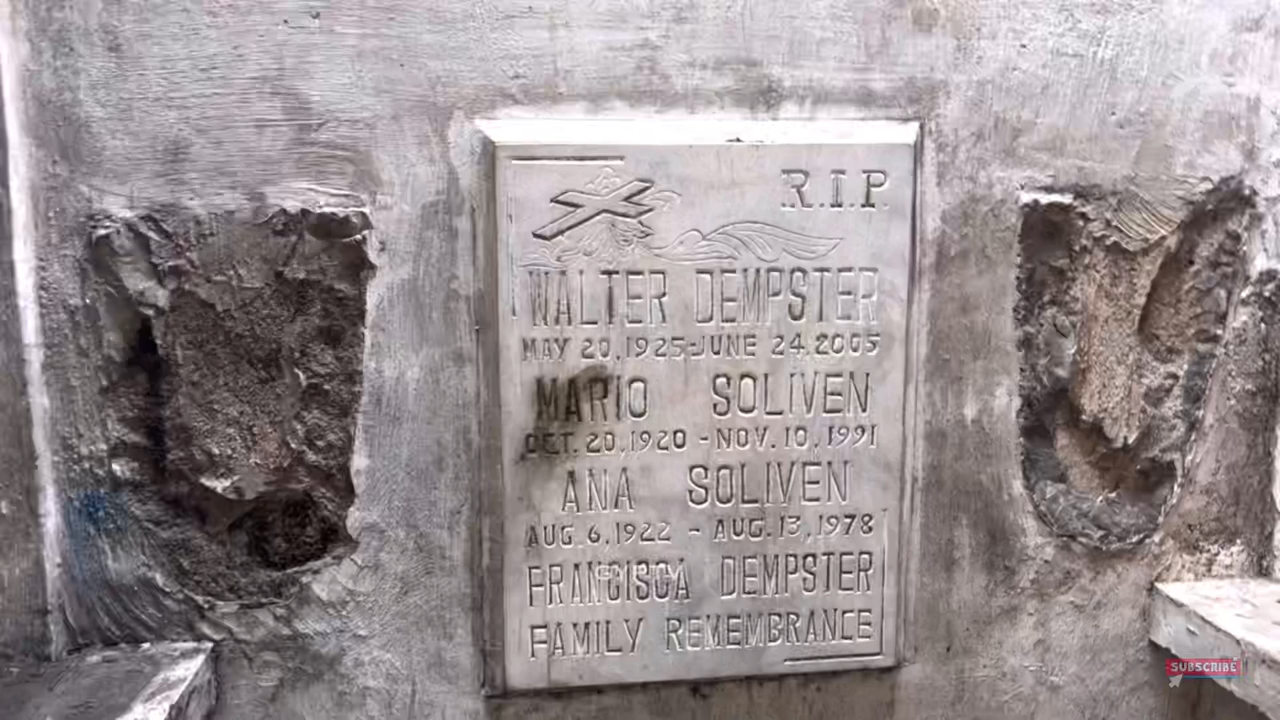 R.I.P.
WALTER DEMPSTER
MAY 20,1925-JUNE 24,2005
MARIO SOLIVEN
OCT. 20,1920 - NOV. 10, 1991
ANA SOLIVEN
AUG. 6,1922 - AUG. 13, 1978
FRANCISCA DEMPSTER
FAMILY REMEMBRANCE
SUBSCRIBE